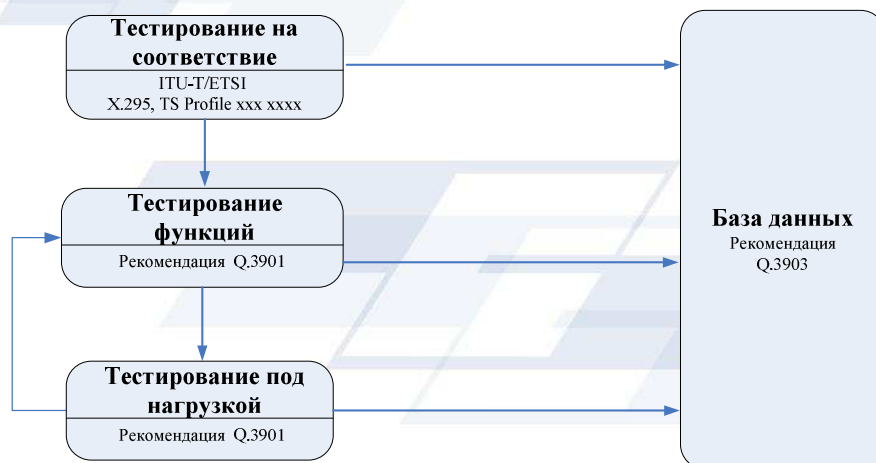 Тестирование на
соответствие
ITU-T/ETSI
X.295, TS Profile xxx xxxx
Тестирование
функций
Рекомендация Q.3901
Тестирование под
нагрузкой
Рекомендация Q.3901
База данных
Рекомендация
Q.3903